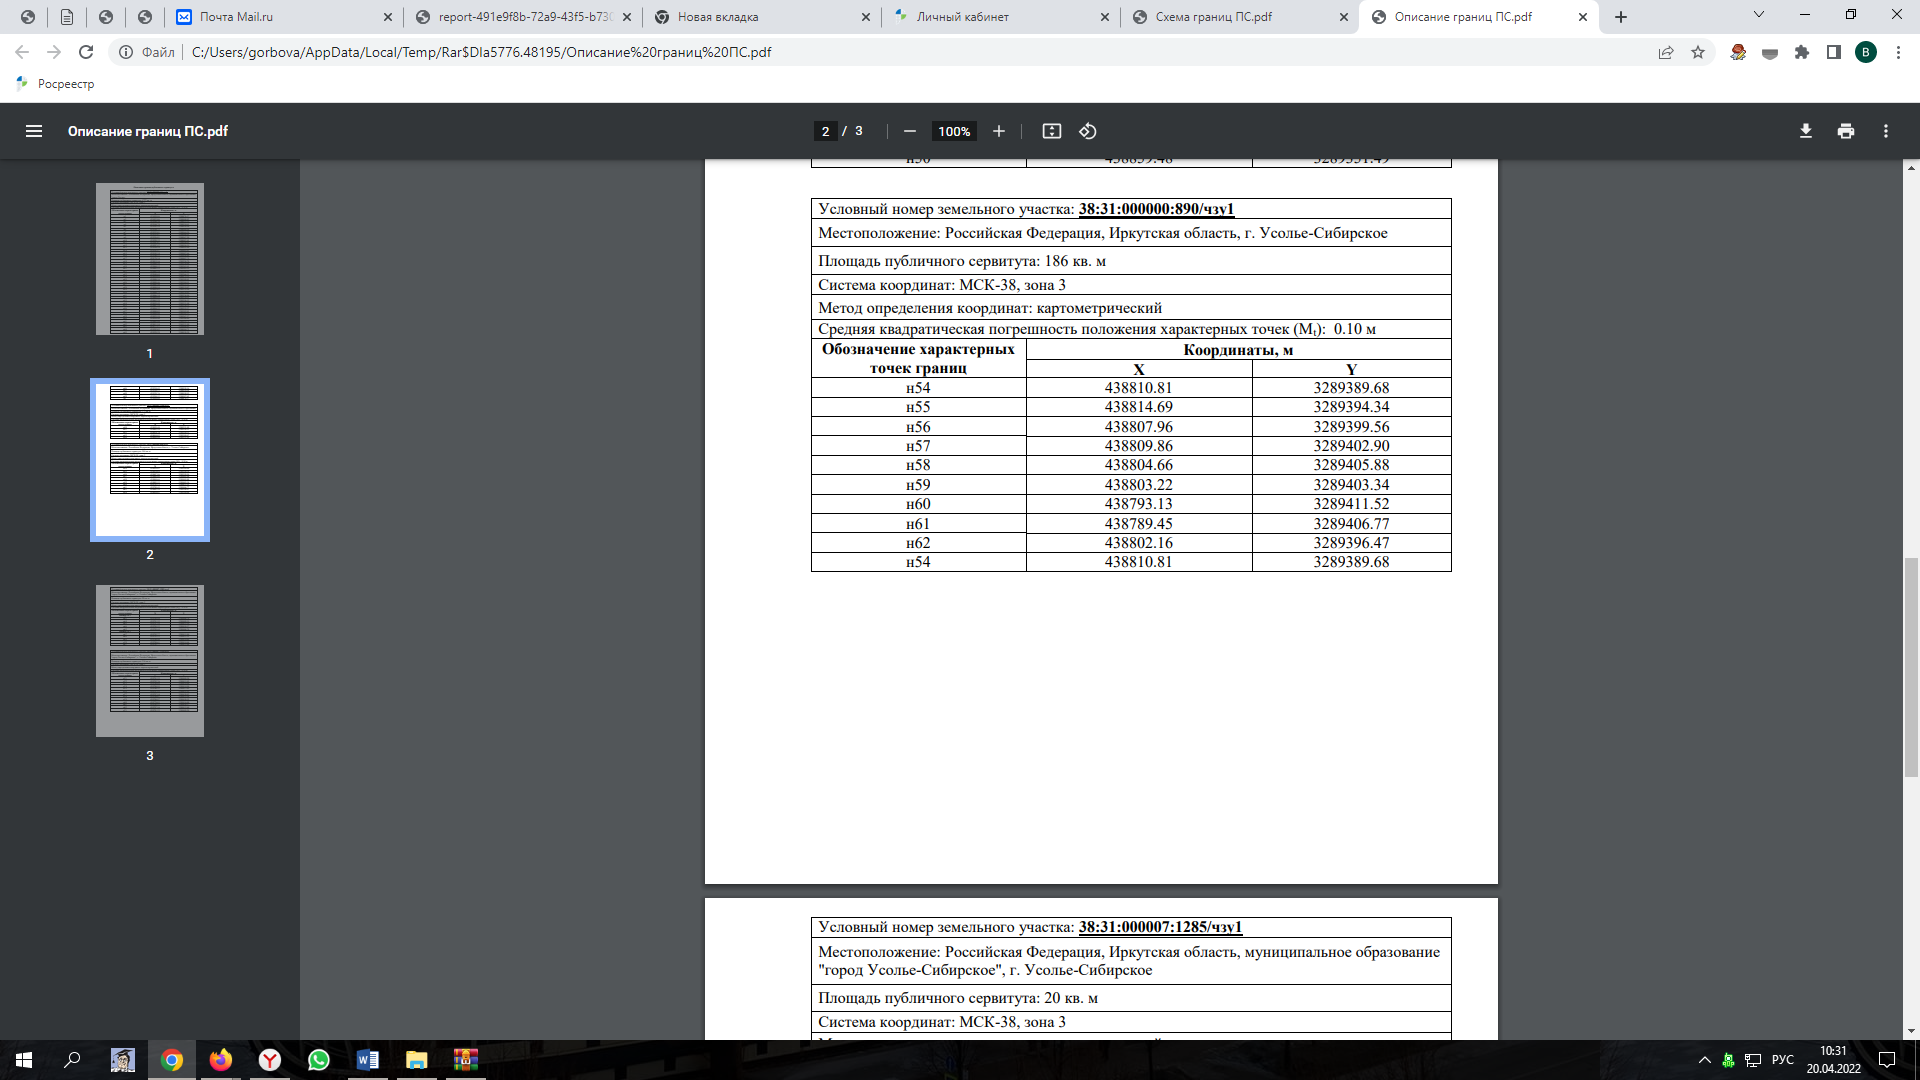 Почта Mail.ru
report-491e9f8b-72a9-43f5-b730
Новая вкладка
Личный кабинет
Схема границ ПС.pdf
Описание границ ПС.pdf
Файл
C:/Users/gorbova/AppData/Local/Temp/Rar$DIa5776.48195/Описание%20границ%20ПС.pdf
B
Росреестр
Описание границ ПС.pdf
2 / 3
100%
1
2
3
н50 438839.48 3289351.49
Условный номер земельного участка: 38:31:000000:890/чзу1
Местоположение: Российская Федерация, Иркутская область, г. Усолье-Сибирское
Площадь публичного сервитута: 186 кв. м
Система координат: МСК-38, зона 3
Метод определения координат: картометрический
Средняя квадратическая погрешность положения характерных точек (Mt): 0.10 м
Обозначение характерных точек границ
Координаты, м
X Y
н54 438810.81 3289389.68
н55 438814.69 3289394.34
н56 438807.96 3289399.56
н57 438809.86 3289402.90
н58 438804.66 3289405.88
н59 438803.22 3289403.34
н60 438793.13 3289411.52
н61 438789.45 3289406.77
н62 438802.16 3289396.47
н54 438810.81 3289389.68
Условный номер земельного участка: 38:31:000007:1285/чзу1
Местоположение: Российская Федерация, Иркутская область, муниципальное образование
"город Усолье-Сибирское", г. Усолье-Сибирское
Площадь публичного сервитута: 20 кв. м
Система координат: МСК-38, зона 3
РУС
10:31
20.04.2022